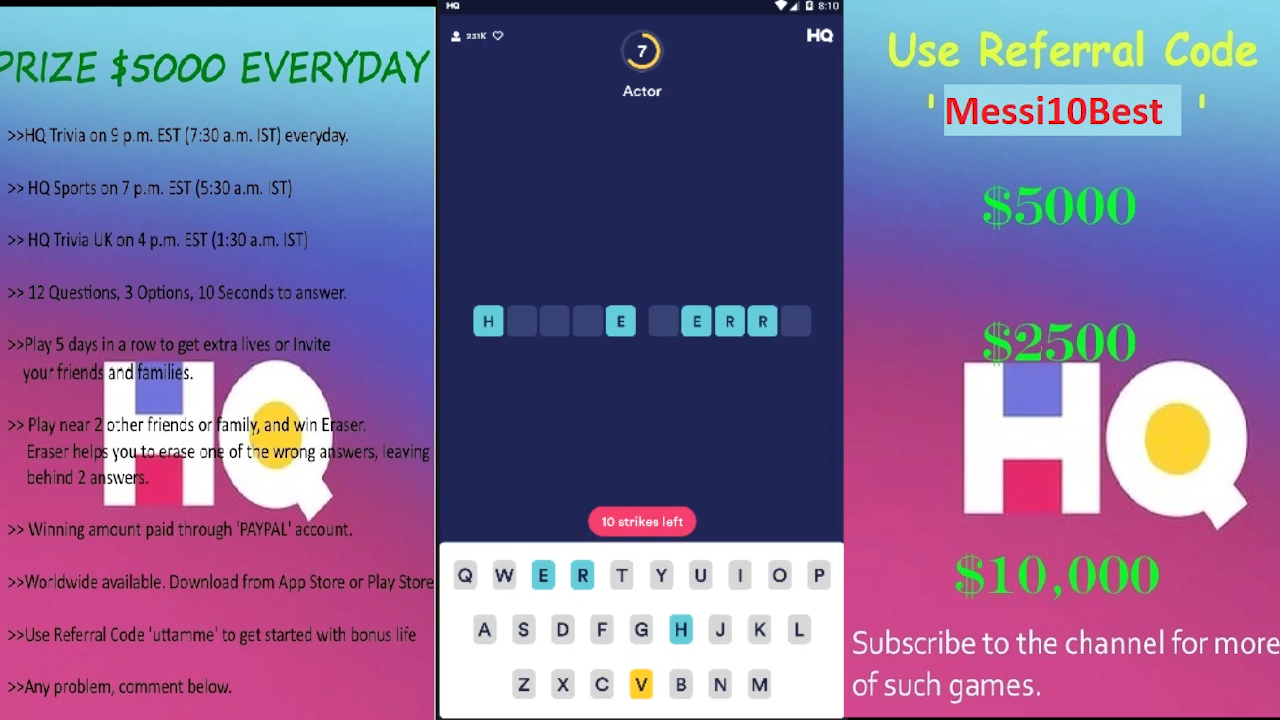 PRIZE $5000 EVERYDAY
>>HQ Trivia on 9 p.m. EST (7:30 a.m. IST) everyday.
>> HQ Sports on 7 p.m. EST (5:30 a.m. IST)
>> HQ Trivia UK on 4 p.m. EST (1:30 a.m. IST)
>> 12 Questions, 3 Options, 10 Seconds to answer.
>>Play 5 days in a row to get extra lives or Invite
your friends and families.
>> Play near 2 other friends or family, and win Eraser.
Eraser helps you to erase one of the wrong answers, leaving
behind 2 answers.
>> Winning amount paid through 'PAYPAL' account.
>>Worldwide available. Download from App Store or Play Store
>>Use Referral Code 'uttamme' to get started with bonus life
>>Any problem, comment below.
HQ
HQ 8:10
231K 7 HQ
Actor
H E E R R
10 strikes left
Q W E R T Y U I O P
A S D F G H J K L
Z X C V B N M
Use Referral Code
' Messi10Best '
$5000
$2500
HQ
$10,000
Subscribe to the channel for more
of such games.